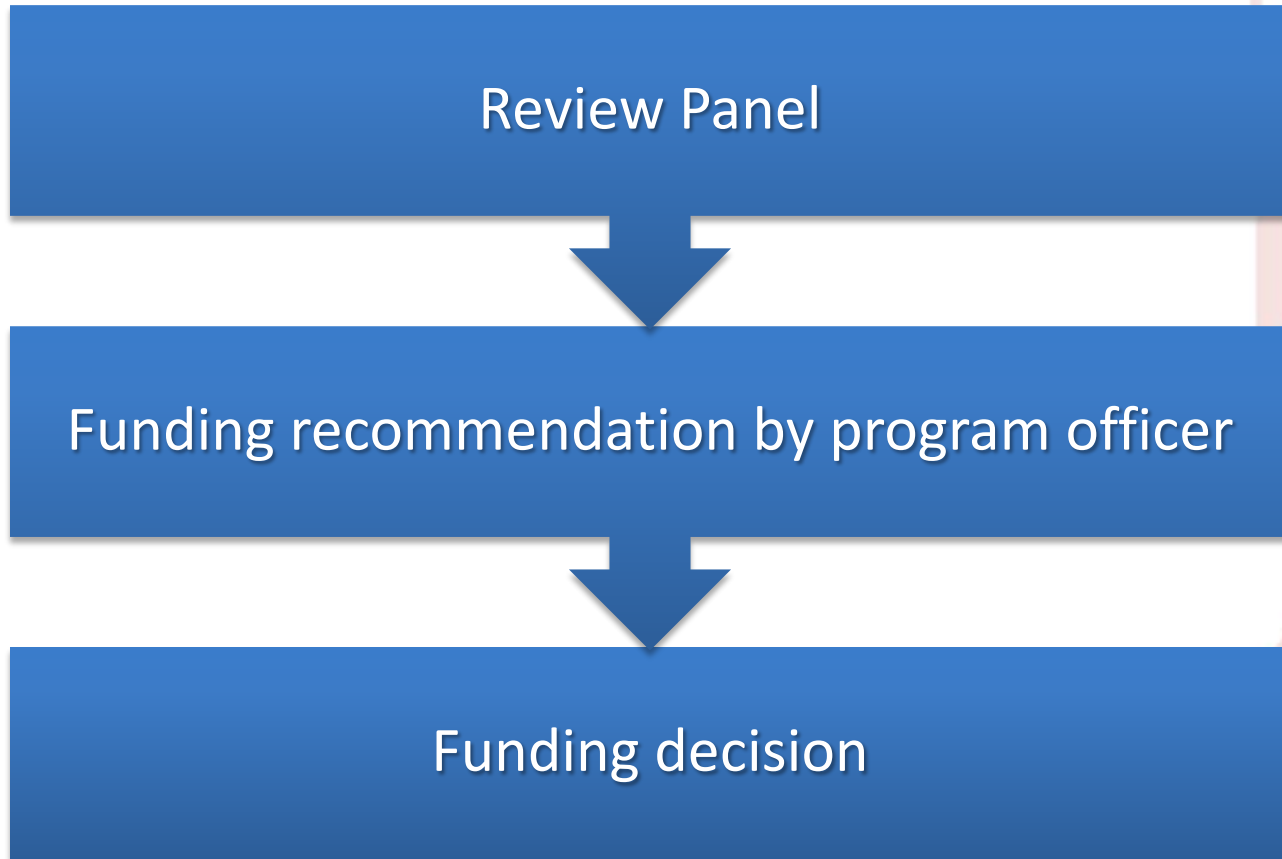 Review Panel
Funding recommendation by program officer
Funding decision